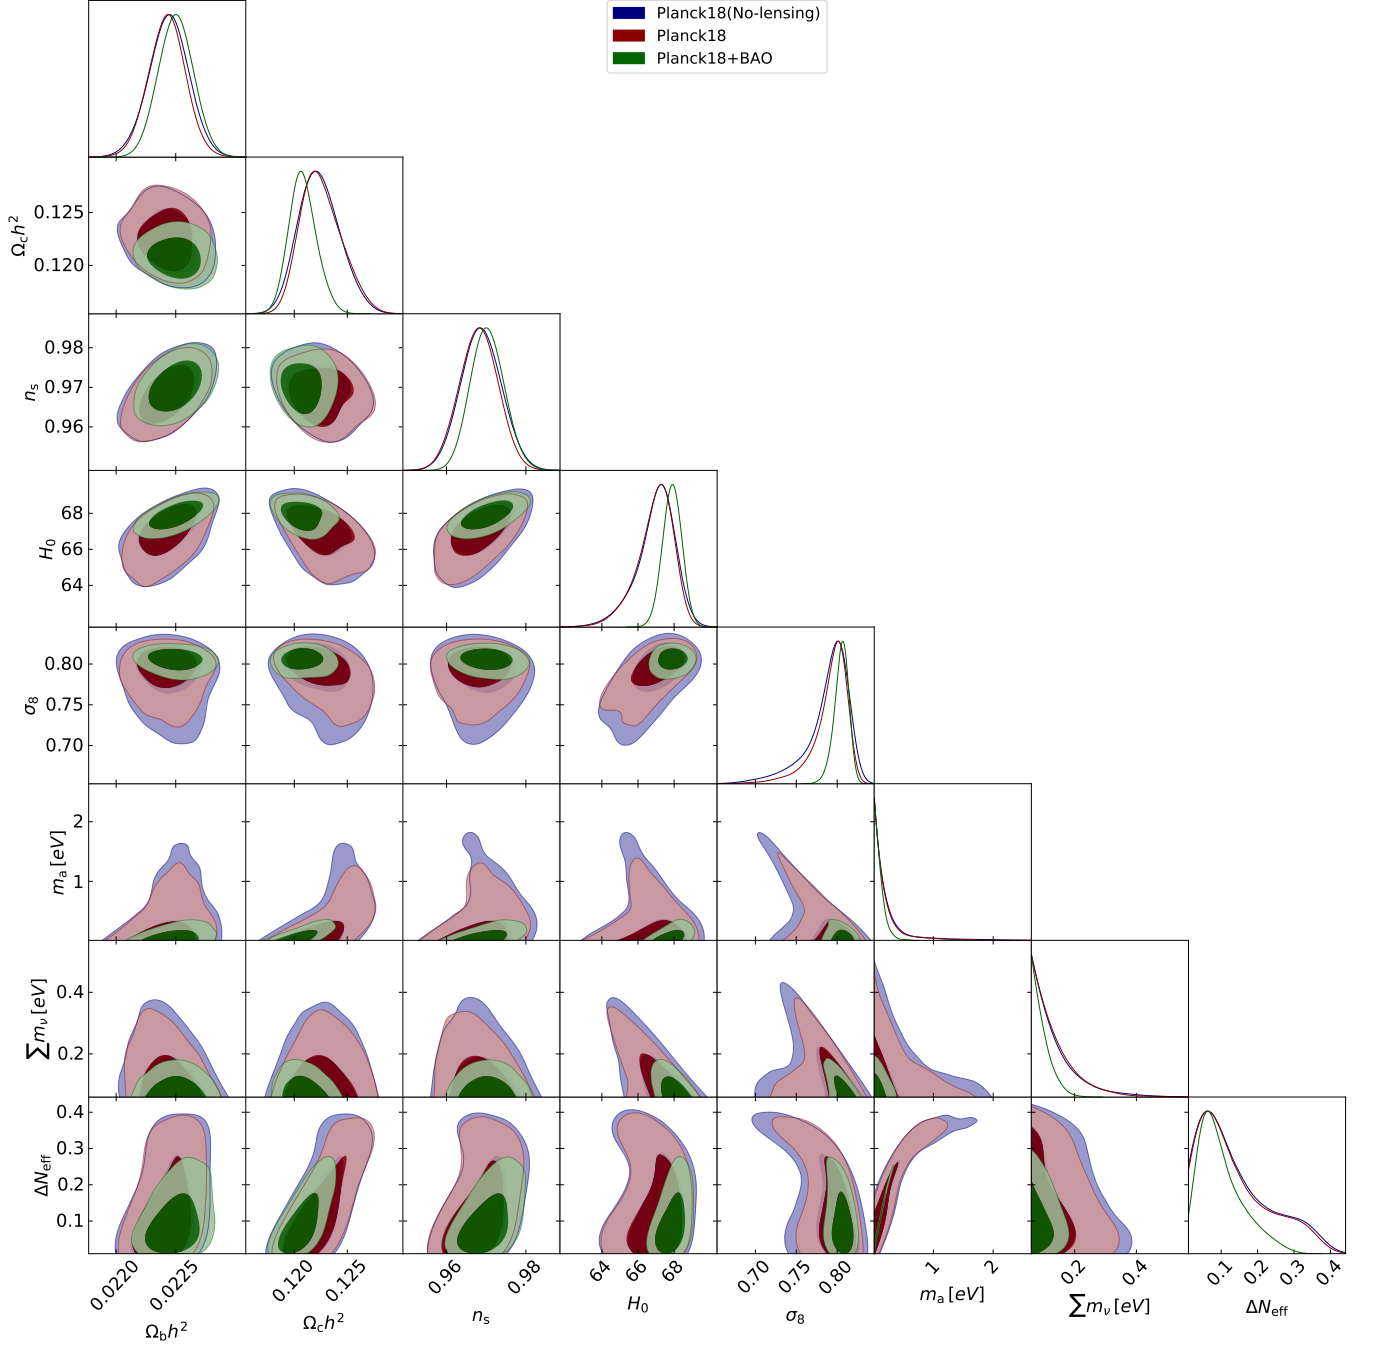 Planck18(No-lensing)
Planck18
Planck18+BAO
0.125
0.120
Ω_c h²
0.98
0.97
0.96
n_s
68
66
64
H_0
0.80
0.75
0.70
σ_8
2
1
m_a [eV]
0.4
0.2
∑m_ν [eV]
0.4
0.3
0.2
0.1
ΔN_eff
0.0220 0.0225 0.120 0.125 0.96 0.98 64 66 68 0.70 0.75 0.80 1 2 0.2 0.4 0.1 0.2 0.3 0.4
Ω_b h² Ω_c h² n_s H_0 σ_8 m_a [eV] ∑m_ν [eV] ΔN_eff